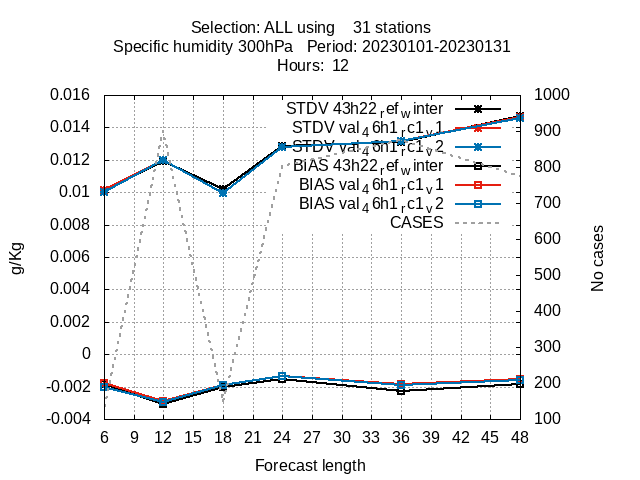 Selection: ALL using    31 stations
Specific humidity 300hPa   Period: 20230101-20230131
Hours:  12
0.016
0.014
0.012
0.01
0.008
0.006
0.004
0.002
0
-0.002
-0.004
g/Kg
STDV 43h22_ref_winter
STDV val_46h1_rc1_v1
STDV val_46h1_rc1_v2
BIAS 43h22_ref_winter
BIAS val_46h1_rc1_v1
BIAS val_46h1_rc1_v2
CASES
1000
900
800
700
600
500
400
300
200
100
No cases
6 9 12 15 18 21 24 27 30 33 36 39 42 45 48
Forecast length